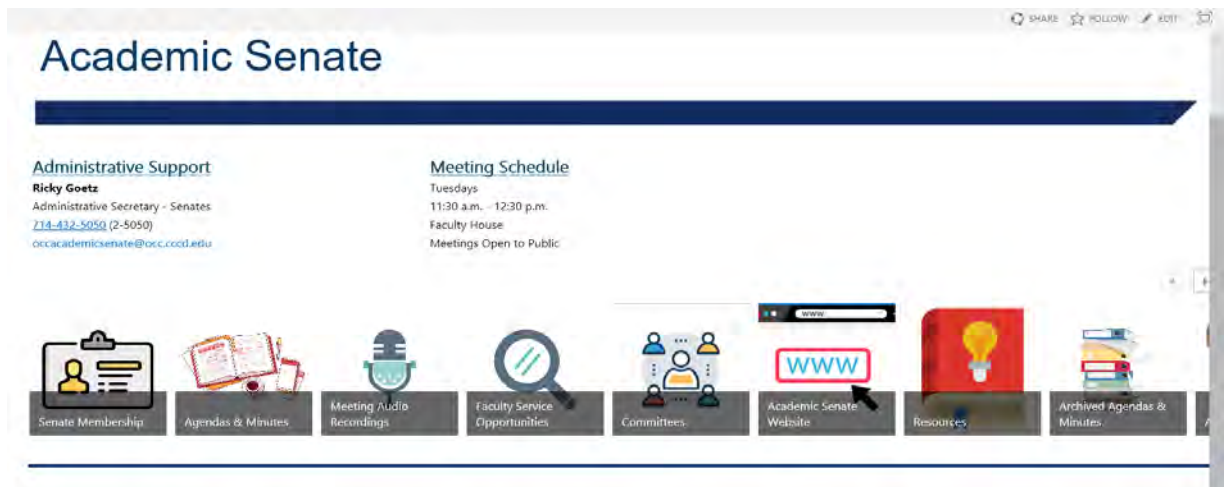 SHARE FOLLOW EDIT
Academic Senate
Administrative Support
Ricky Goetz
Administrative Secretary - Senates
714-432-5050 (2-5050)
occacademicsenate@occ.cccd.edu
Meeting Schedule
Tuesdays
11:30 a.m. - 12:30 p.m.
Faculty House
Meetings Open to Public
Senate Membership
Agendas & Minutes
Meeting Audio
Recordings
Faculty Service
Opportunities
Committees
www
WWW
Academic Senate
Website
Resources
Archived Agendas &
Minutes